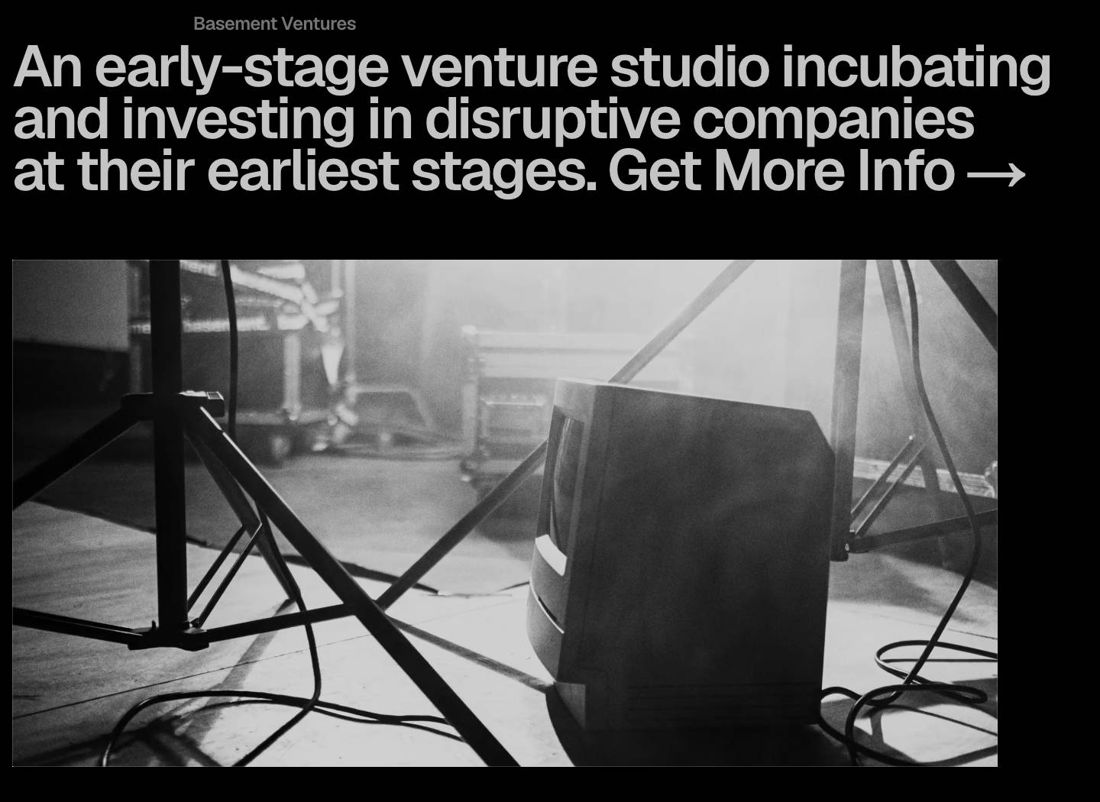 Basement Ventures
An early-stage venture studio incubating
and investing in disruptive companies
at their earliest stages. Get More Info →